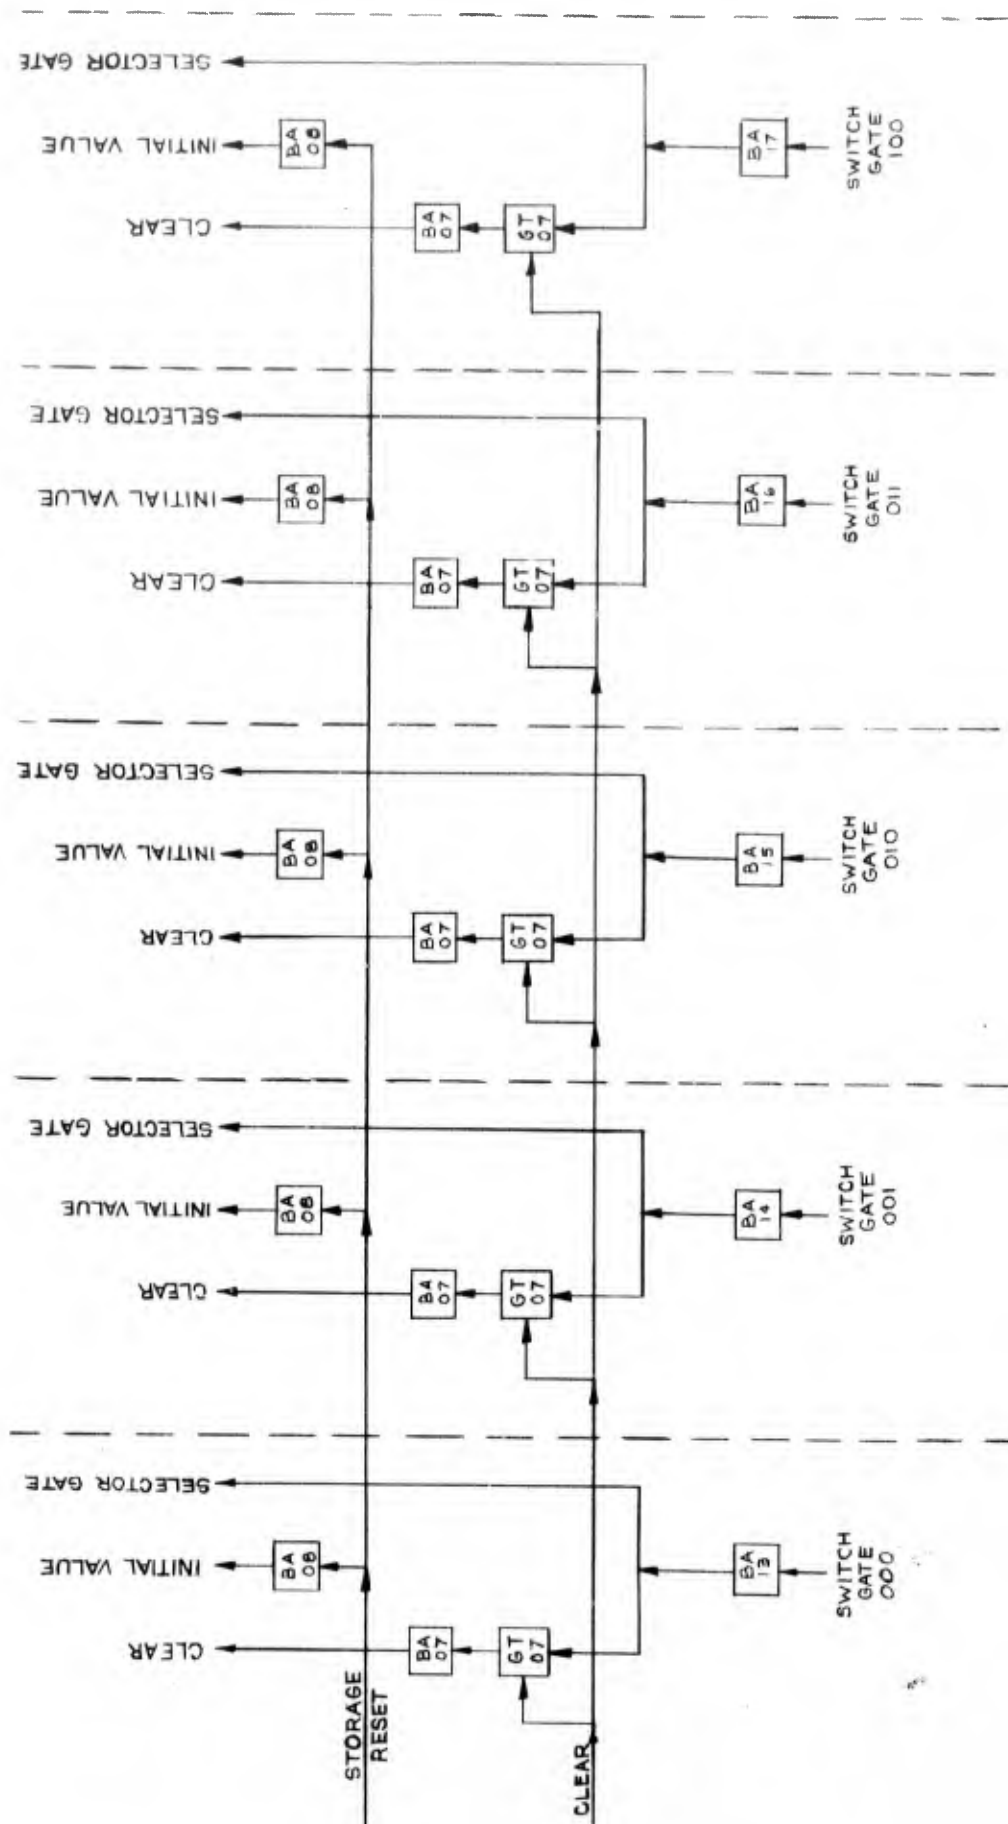 SELECTOR GATE
INITIAL VALUE
CLEAR
BA
08
BA
07
GT
07
BA
17
SWITCH
GATE
100
SELECTOR GATE
INITIAL VALUE
CLEAR
BA
08
BA
07
GT
07
BA
16
SWITCH
GATE
011
SELECTOR GATE
INITIAL VALUE
CLEAR
BA
08
BA
07
GT
07
BA
15
SWITCH
GATE
010
SELECTOR GATE
INITIAL VALUE
CLEAR
BA
08
BA
07
GT
07
BA
14
SWITCH
GATE
001
SELECTOR GATE
INITIAL VALUE
CLEAR
BA
08
BA
07
GT
07
BA
13
SWITCH
GATE
000
STORAGE
RESET
CLEAR